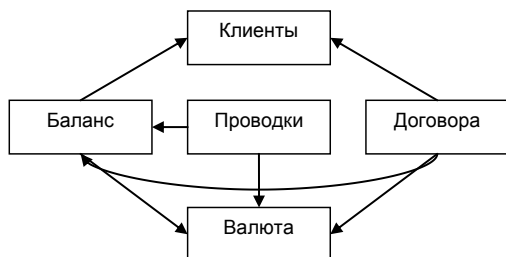 Клиенты
Баланс
Проводки
Договора
Валюта